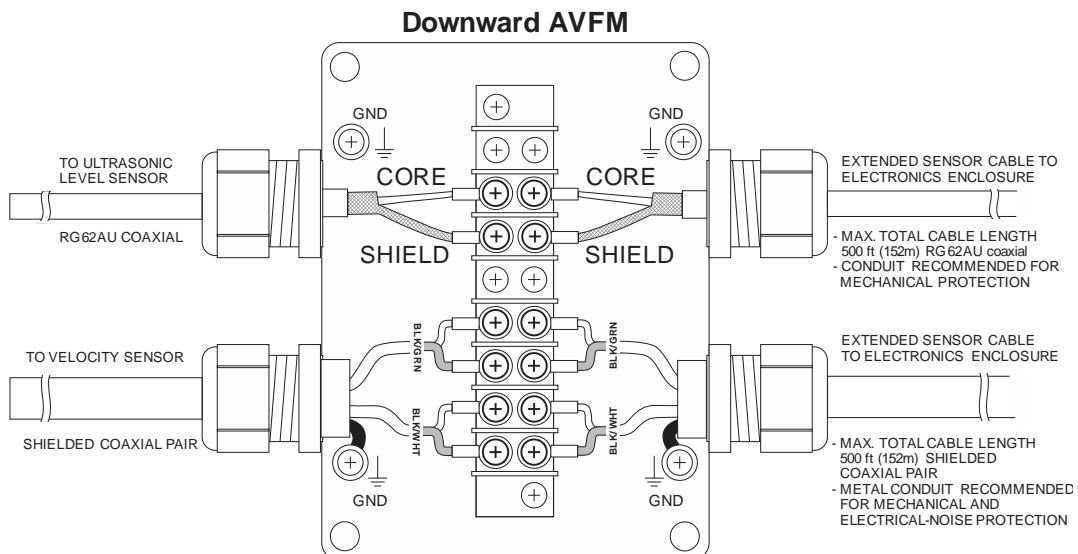 Downward AVFM
GND
GND
TO ULTRASONIC
LEVEL SENSOR
RG62AU COAXIAL
CORE
CORE
SHIELD
SHIELD
EXTENDED SENSOR CABLE TO
ELECTRONICS ENCLOSURE
- MAX. TOTAL CABLE LENGTH
500 ft (152m) RG62AU coaxial
- CONDUIT RECOMMENDED FOR
MECHANICAL PROTECTION
TO VELOCITY SENSOR
SHIELDED COAXIAL PAIR
BLK/GRN
BLK/GRN
BLK/WHT
BLK/WHT
GND
GND
EXTENDED SENSOR CABLE
TO ELECTRONICS ENCLOSURE
- MAX. TOTAL CABLE LENGTH
500 ft (152m) SHIELDED
COAXIAL PAIR
- METAL CONDUIT RECOMMENDED
FOR MECHANICAL AND
ELECTRICAL-NOISE PROTECTION